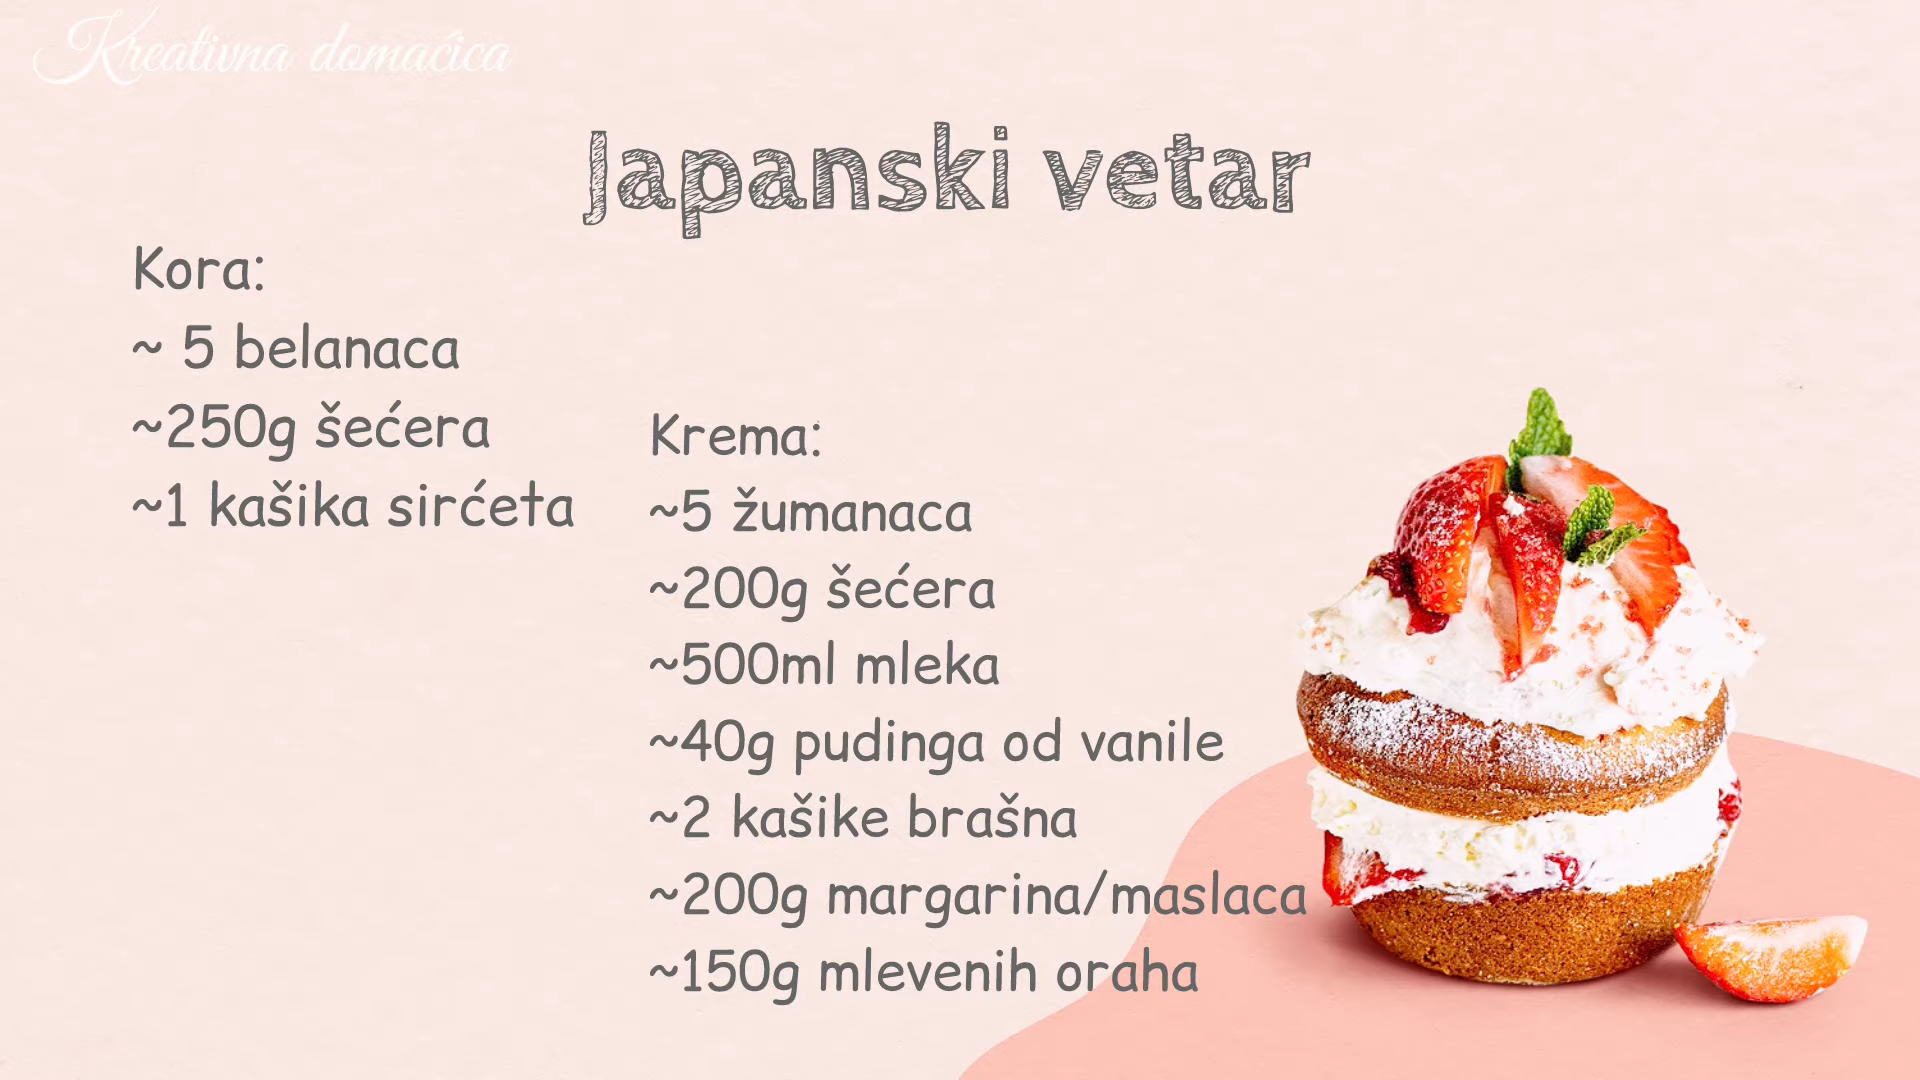 Kreativna domaćica
Japanski vetar
Kora:
~ 5 belanaca
~250g šećera
~1 kašika sirćeta
Krema:
~5 žumanaca
~200g šećera
~500ml mleka
~40g pudinga od vanile
~2 kašike brašna
~200g margarina/maslaca
~150g mlevenih oraha